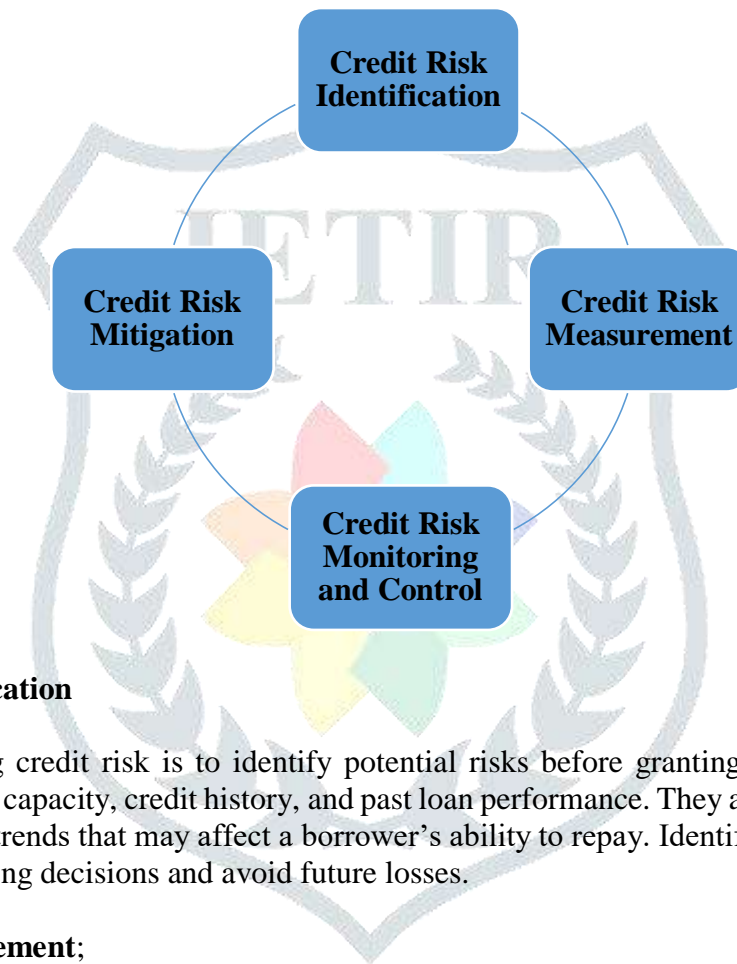 Credit Risk
Identification
JETIR
Credit Risk
Mitigation
Credit Risk
Measurement
Credit Risk
Monitoring
and Control
cation
credit risk is to identify potential risks before granting
capacity, credit history, and past loan performance. They
trends that may affect a borrower’s ability to repay.
ng decisions and avoid future losses.
ement;